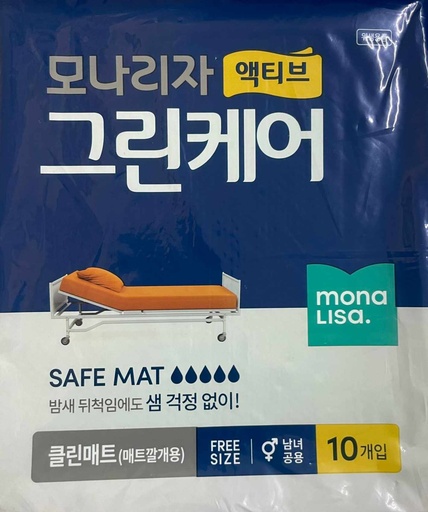 모나리자 액티브
그린케어
mona
LISa.
SAFE MAT
밤새 뒤척임에도 샘 걱정 없이!
클린매트 (매트깔개용)
FREE
SIZE
남녀
공용
10개입